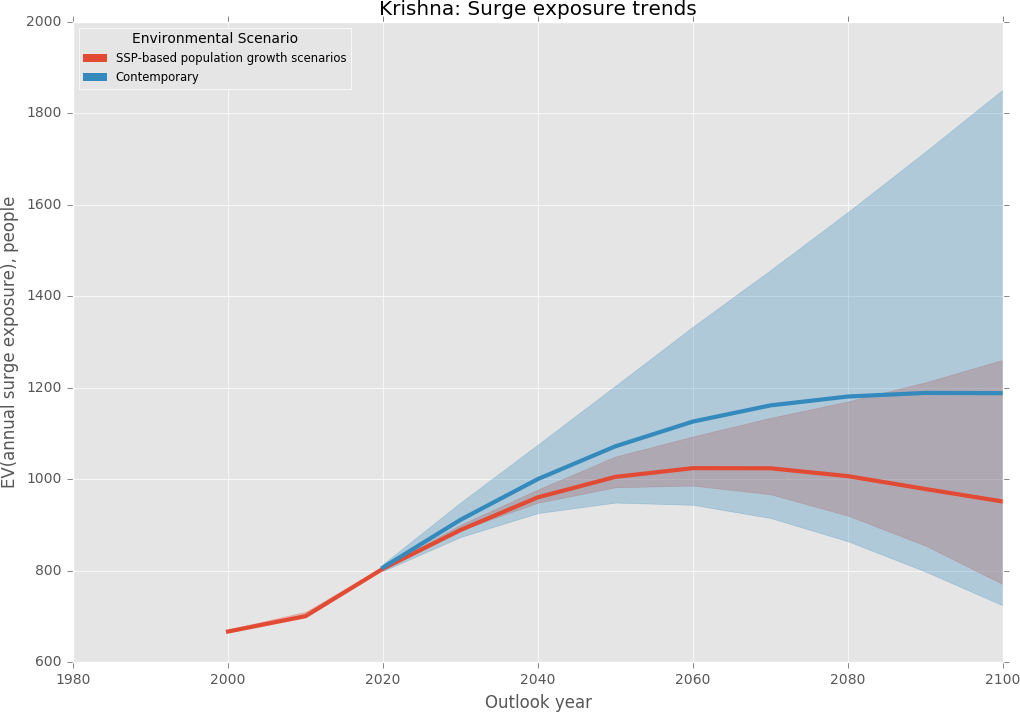 Krishna: Surge exposure trends
Environmental Scenario
SSP-based population growth scenarios
Contemporary
2000
1800
1600
1400
1200
1000
800
600
EV(annual surge exposure), people
1980
2000
2020
2040
2060
2080
2100
Outlook year